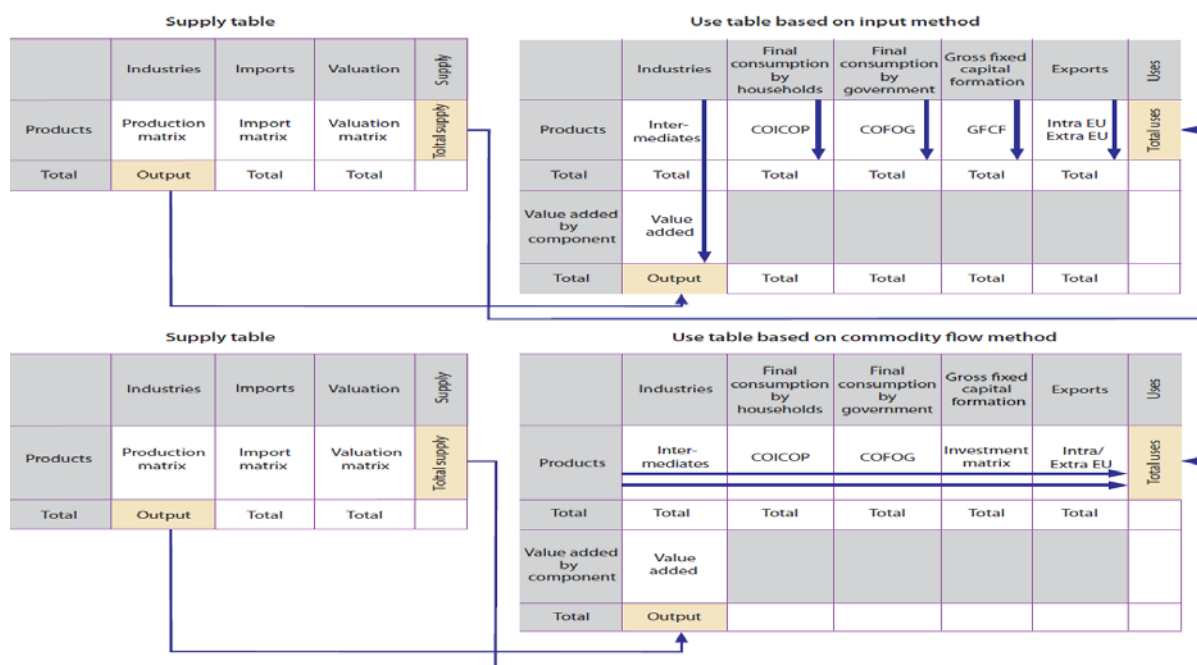 Supply table
Use table based on input method
Industries
Imports
Valuation
Supply
Products
Production
matrix
Import
matrix
Valuation
matrix
Toltal supply
Total
Output
Total
Total
Industries
Final
consumption
by
households
Final
consumption
by
government
Gross fixed
capital
formation
Exports
Uses
Products
Inter-
mediates
COICOP
COFOG
GFCF
Intra EU
Extra EU
Total uses
Total
Total
Total
Total
Total
Total
Value added
by
component
Value
added
Total
Output
Total
Total
Total
Total
Supply table
Use table based on commodity flow method
Industries
Imports
Valuation
Supply
Products
Production
matrix
Import
matrix
Valuation
matrix
Toltal supply
Total
Output
Total
Total
Industries
Final
consumption
by
households
Final
consumption
by
government
Gross fixed
capital
formation
Exports
Uses
Products
Inter-
mediates
COICOP
COFOG
Investment
matrix
Intra/
Extra EU
Total uses
Total
Total
Total
Total
Total
Total
Value added
by
component
Value
added
Total
Output